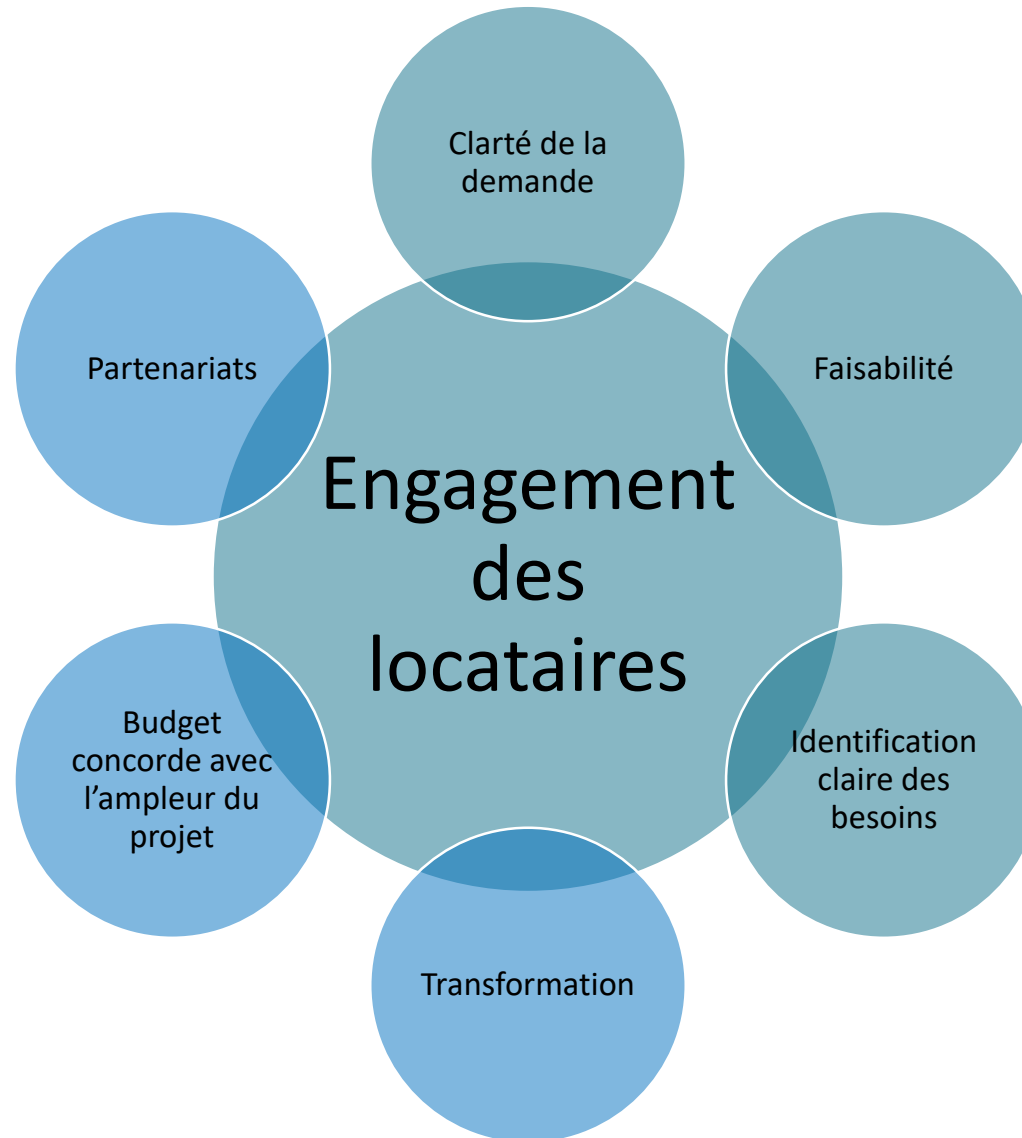 Clarté de la
demande
Partenariats
Faisabilité
Engagement
des
locataires
Budget
concorde avec
l’ampleur du
projet
Identification
claire des
besoins
Transformation